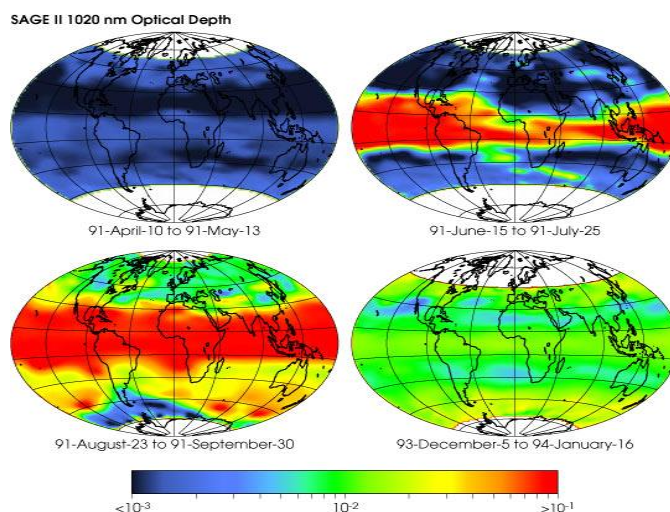 SAGE II 1020 nm Optical Depth
91-April-10 to 91-May-13
91-June-15 to 91-July-25
91-August-23 to 91-September-30
93-December-5 to 94-January-16
<10⁻³
10⁻²
>10⁻¹